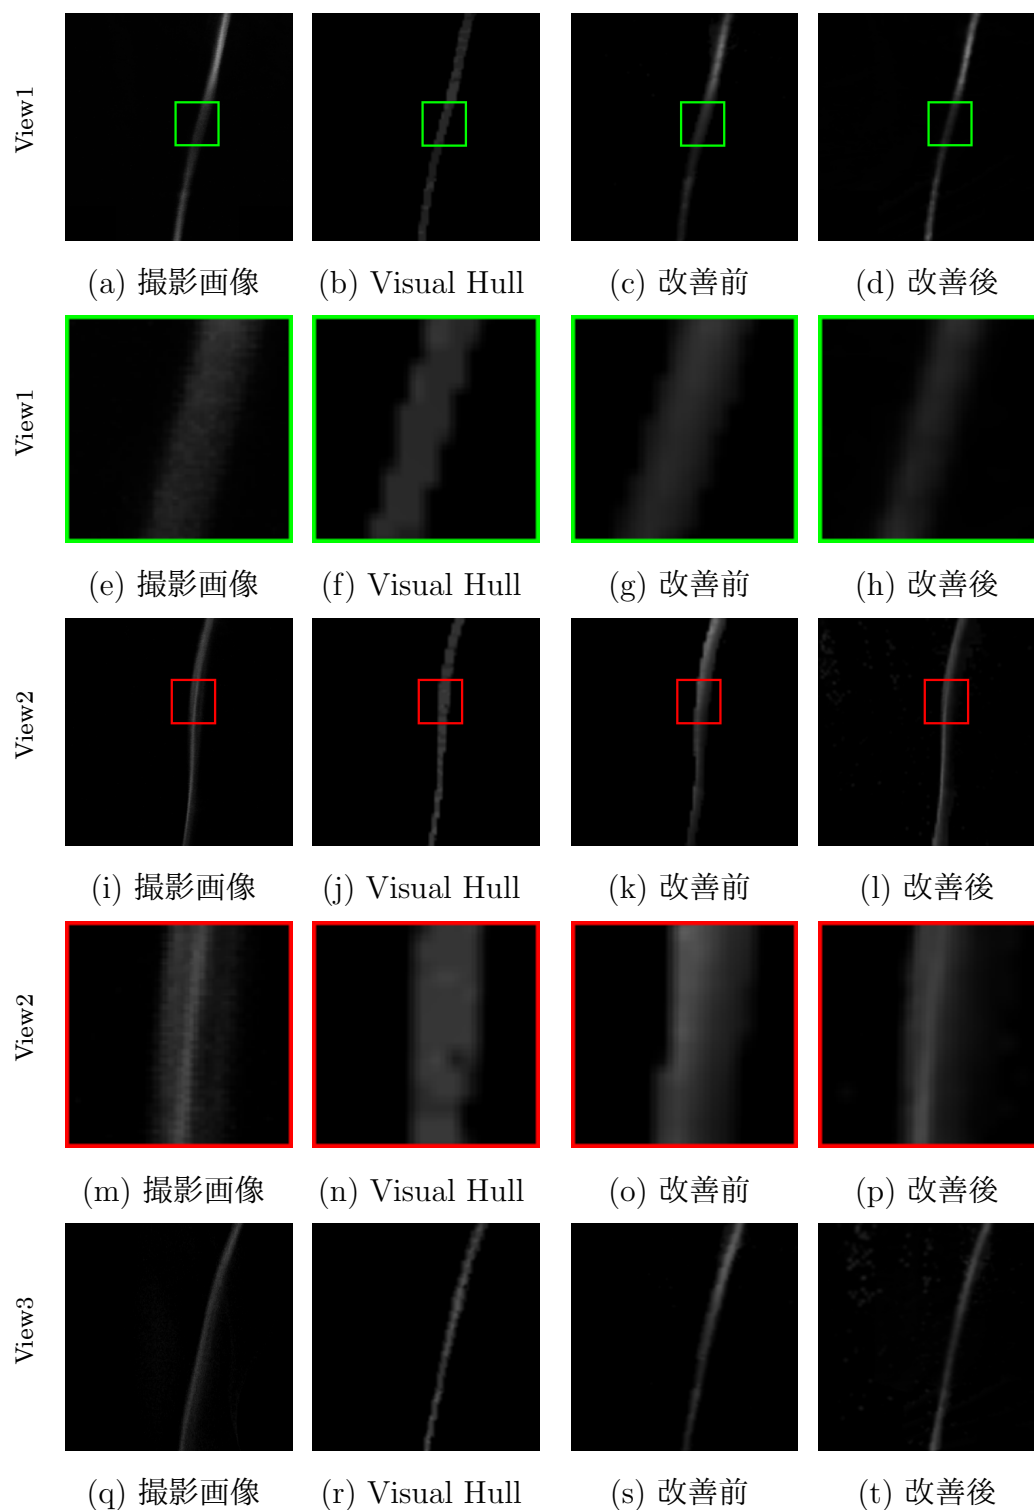 View1
(a) 撮影画像 (b) Visual Hull (c) 改善前 (d) 改善後
View1
(e) 撮影画像 (f) Visual Hull (g) 改善前 (h) 改善後
View2
(i) 撮影画像 (j) Visual Hull (k) 改善前 (l) 改善後
View2
(m) 撮影画像 (n) Visual Hull (o) 改善前 (p) 改善後
View3
(q) 撮影画像 (r) Visual Hull (s) 改善前 (t) 改善後